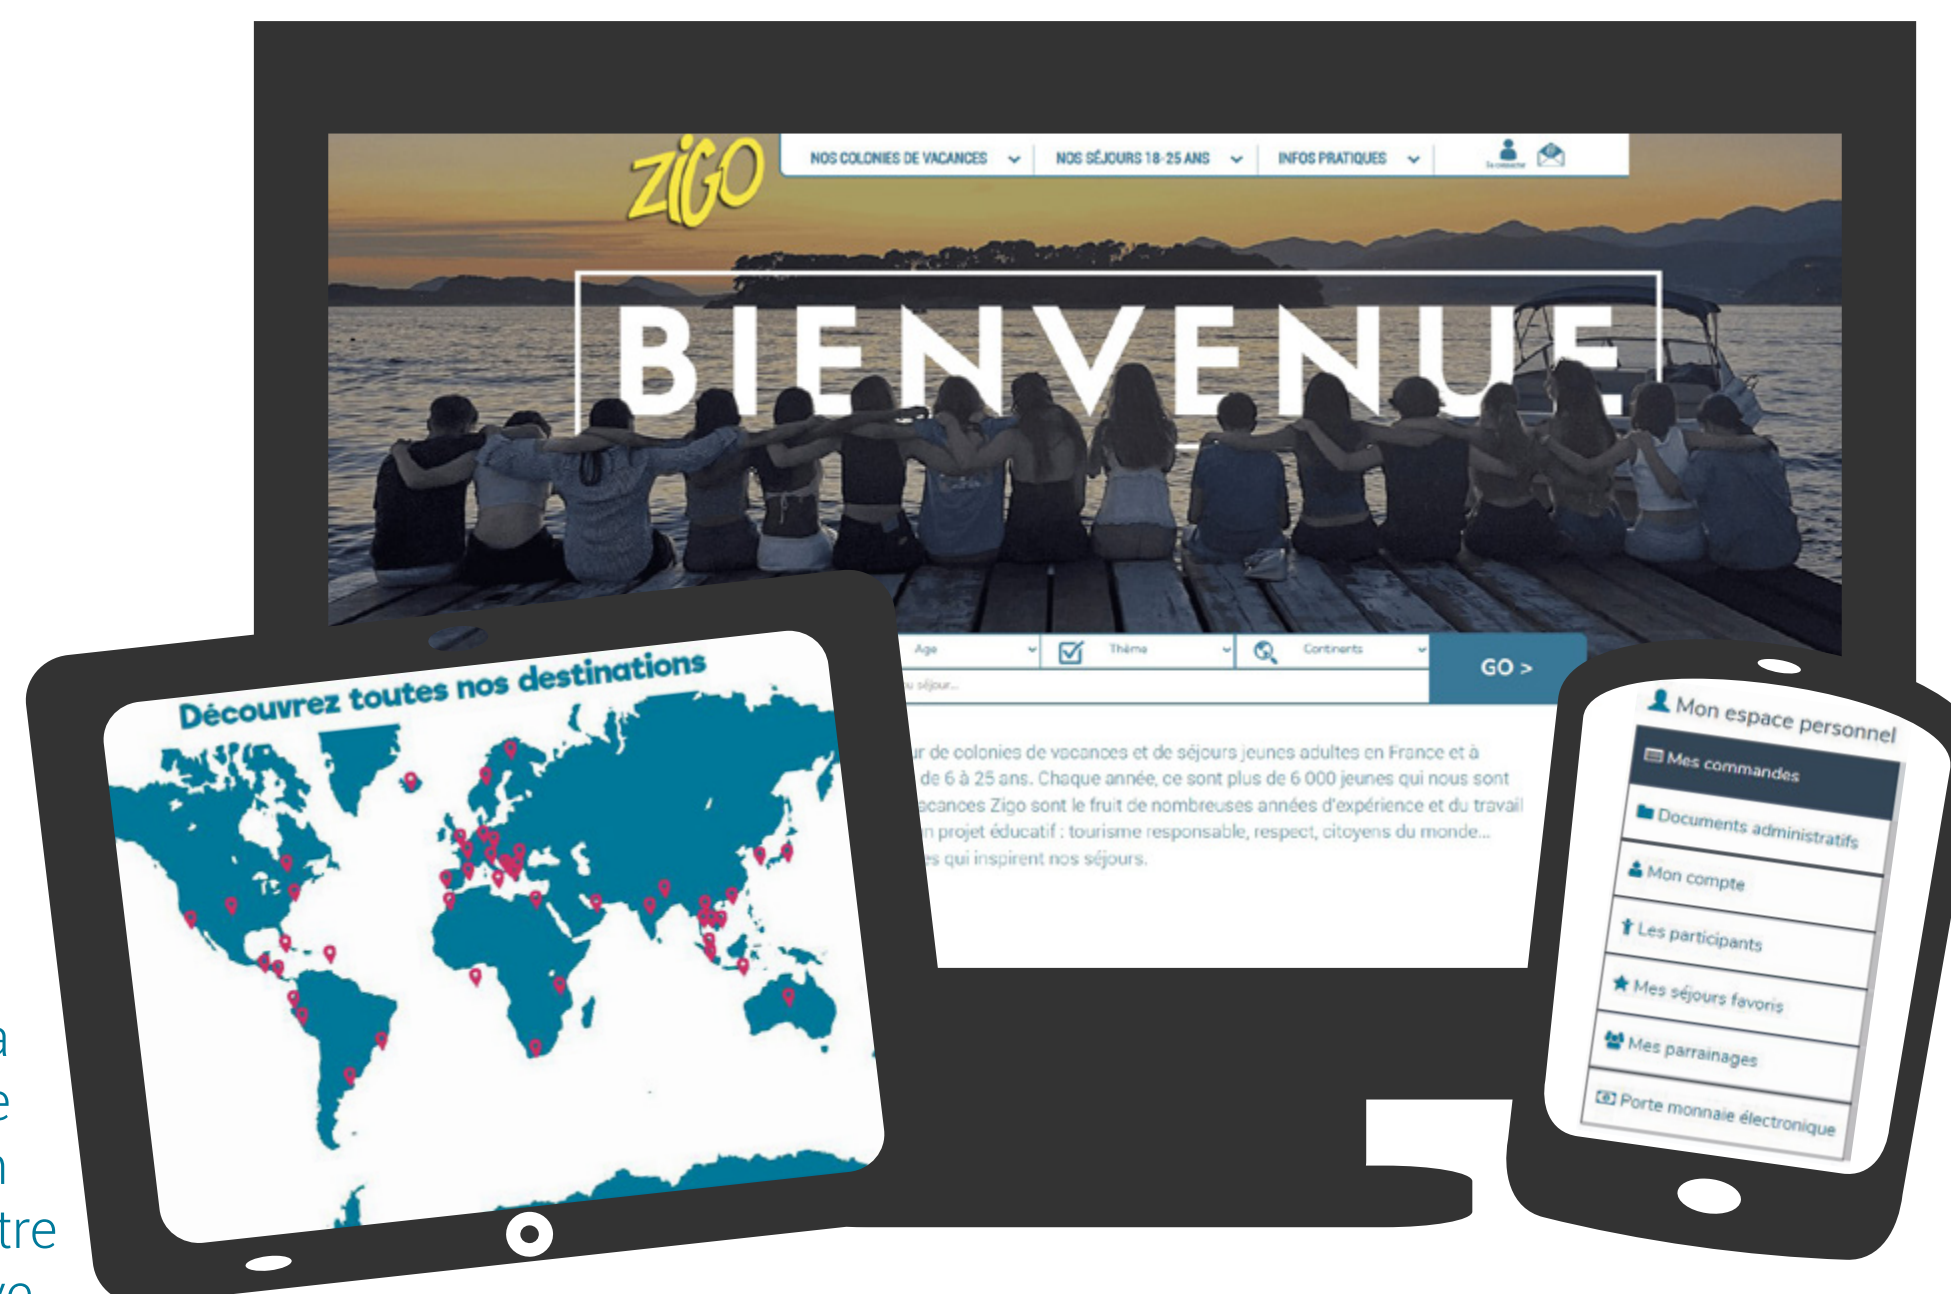 ZiGO
NOS COLONIES DE VACANCES
NOS SÉJOURS 18-25 ANS
INFOS PRATIQUES
BIENVENUE
Age
Thème
Continents
GO >
séjour...
de colonies de vacances et de séjours jeunes adultes en France et à
de 6 à 25 ans. Chaque année, ce sont plus de 6 000 jeunes qui nous sont
Zigo sont le fruit de nombreuses années d'expérience et du travail
projet éducatif : tourisme responsable, respect, citoyens du monde...
qui inspirent nos séjours.
Découvrez toutes nos destinations
Mon espace personnel
Mes commandes
Documents administratifs
Mon compte
Les participants
Mes séjours favoris
Mes parrainages
Porte monnaie électronique